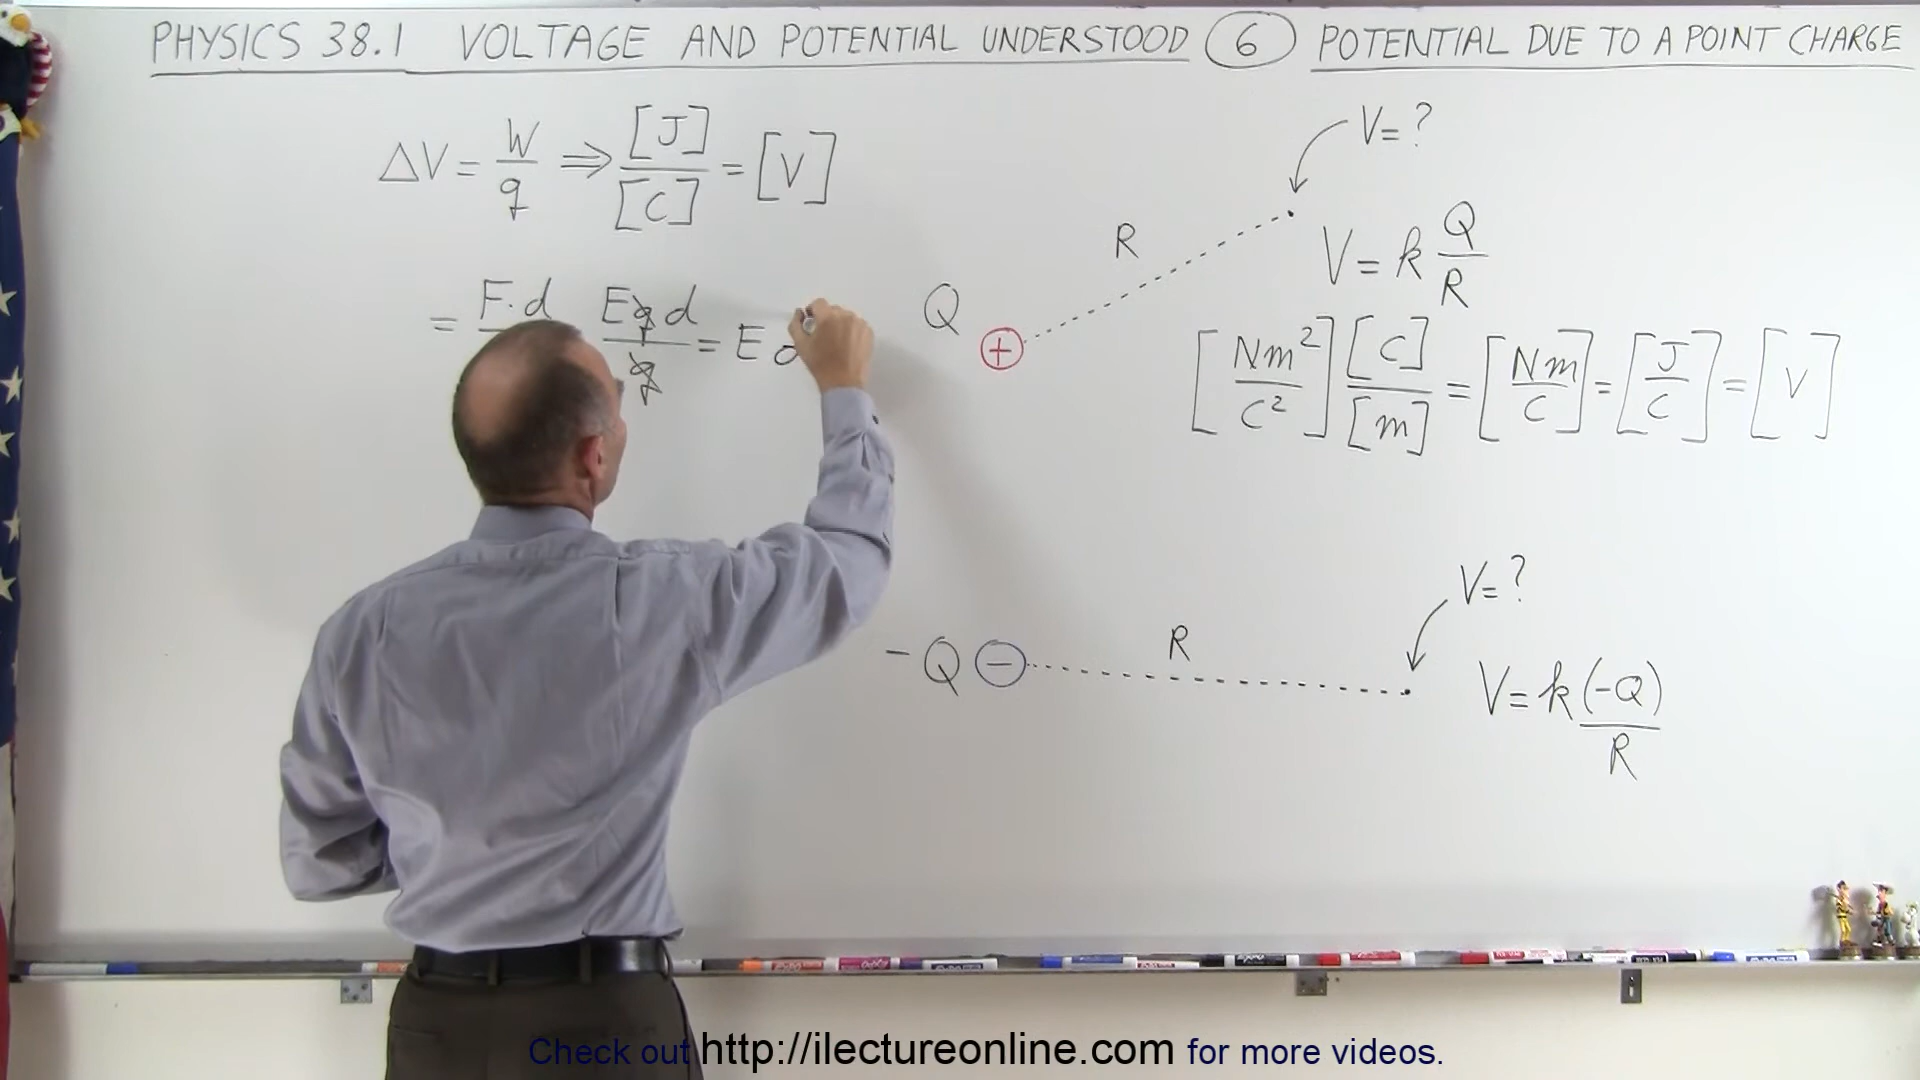 PHYSICS 38.1 VOLTAGE AND POTENTIAL UNDERSTOOD 6 POTENTIAL DUE TO A POINT CHARGE
ΔV = W/q ⇒ [J]/[C] = [V]
= F·d Eqd/q = E d
Q
+
R
V = ?
V = k Q/R
[Nm²/C²] [C]/[m] = [Nm/C] = [J/C] = [V]
-Q
−
R
V = ?
V = k (-Q)/R
Check out http://ilectureonline.com for more videos.